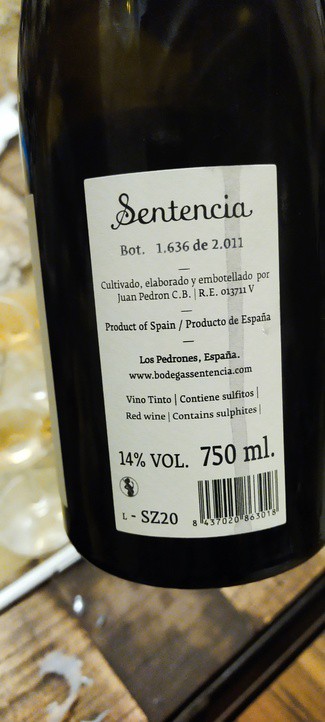 Sentencia
Bot. 1.636 de 2.011
Cultivado, elaborado y embotellado por
Juan Pedron C.B. | R.E. 013711 V
Product of Spain / Producto de España
Los Pedrones, España.
www.bodegassentencia.com
Vino Tinto | Contiene sulfitos |
Red wine | Contains sulphites |
14% VOL. 750 ml.
L - SZ20
8 437020 863018